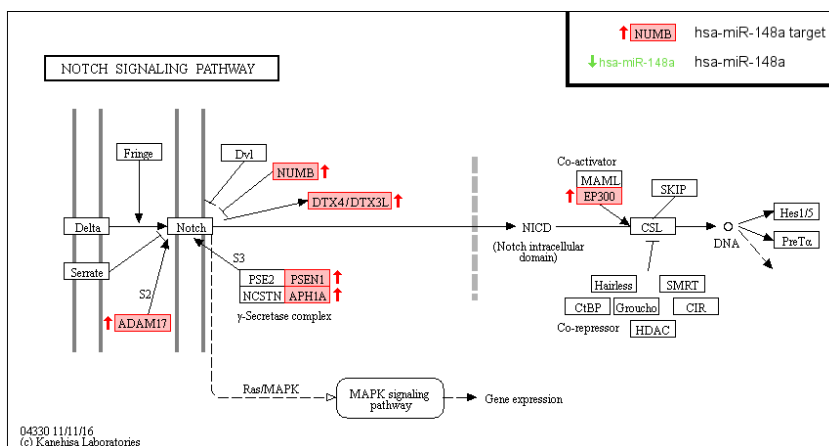 NUMB hsa-miR-148a target
hsa-miR-148a hsa-miR-148a
NOTCH SIGNALING PATHWAY
Fringe
Dvl
NUMB
DTX4/DTX3L
Co-activator
MAML
EP300
SKIP
Delta
Notch
NICD
(Notch intracellular
domain)
CSL
DNA
Hes1/5
PreTα
Serrate
S2
S3
PSE2 PSEN1
NCSTN APH1A
γ-Secretase complex
ADAM17
Hairless SMRT
CtBP Groucho CIR
Co-repressor HDAC
Ras/MAPK
MAPK signaling
pathway
Gene expression
04330 11/11/16
(c) Kanehisa Laboratories